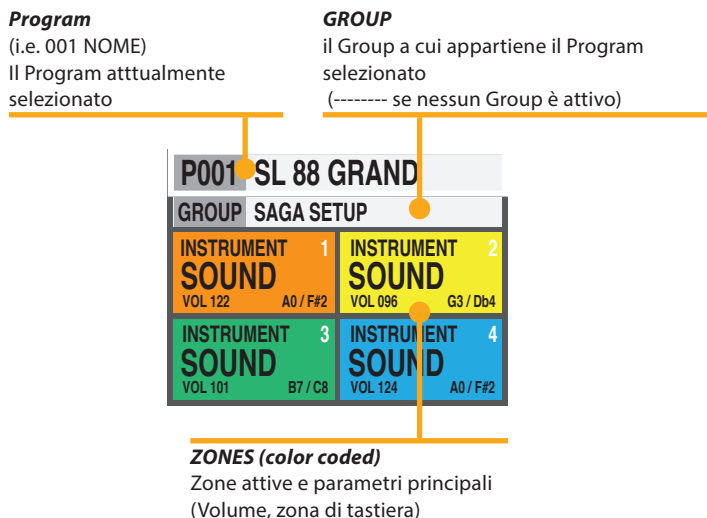 Program
(i.e. 001 NOME)
Il Program atttualmente
selezionato
GROUP
il Group a cui appartiene il Program
selezionato
(-------- se nessun Group è attivo)
P001 SL 88 GRAND
GROUP SAGA SETUP
INSTRUMENT 1
SOUND
VOL 122 A0 / F#2
INSTRUMENT 2
SOUND
VOL 096 G3 / Db4
INSTRUMENT 3
SOUND
VOL 101 B7 / C8
INSTRUMENT 4
SOUND
VOL 124 A0 / F#2
ZONES (color coded)
Zone attive e parametri principali
(Volume, zona di tastiera)